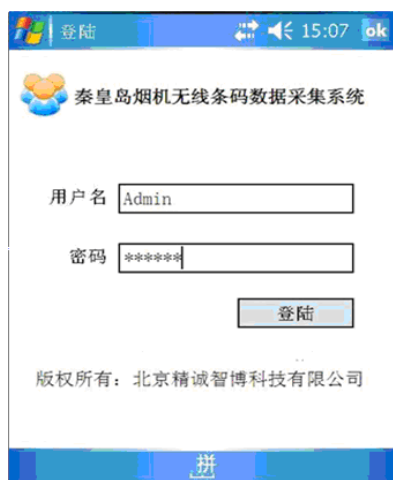 登陆 15:07 ok
秦皇岛烟机无线条码数据采集系统
用户名 Admin
密码 ******
登陆
版权所有：北京精诚智博科技有限公司
拼